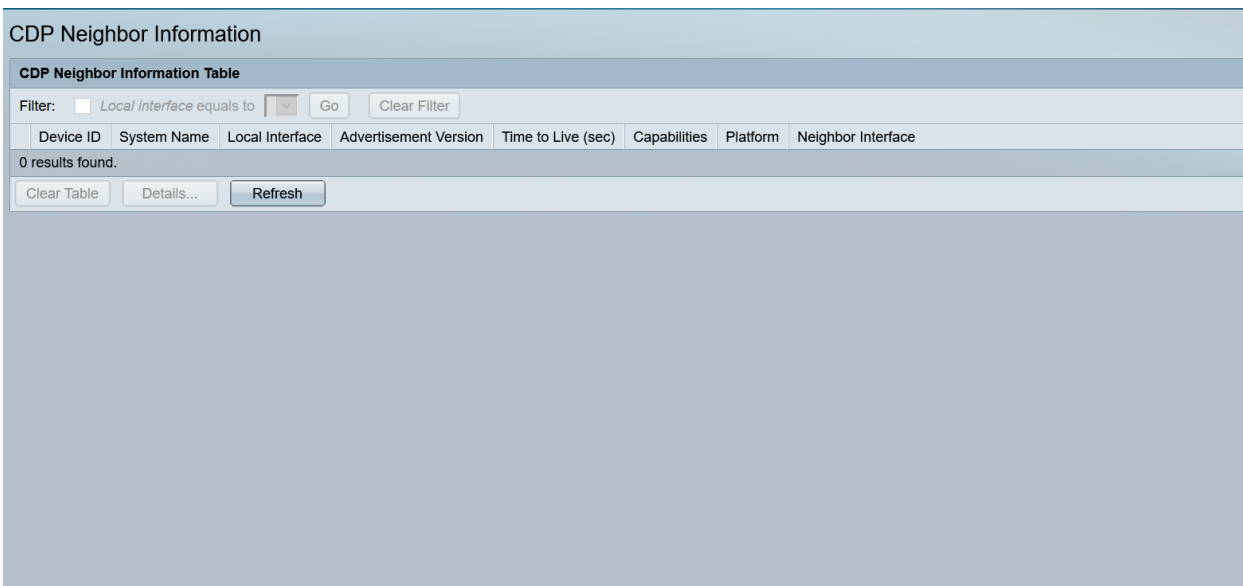 CDP Neighbor Information
CDP Neighbor Information Table
Filter: Local interface equals to Go Clear Filter
Device ID System Name Local Interface Advertisement Version Time to Live (sec) Capabilities Platform Neighbor Interface
0 results found.
Clear Table Details... Refresh